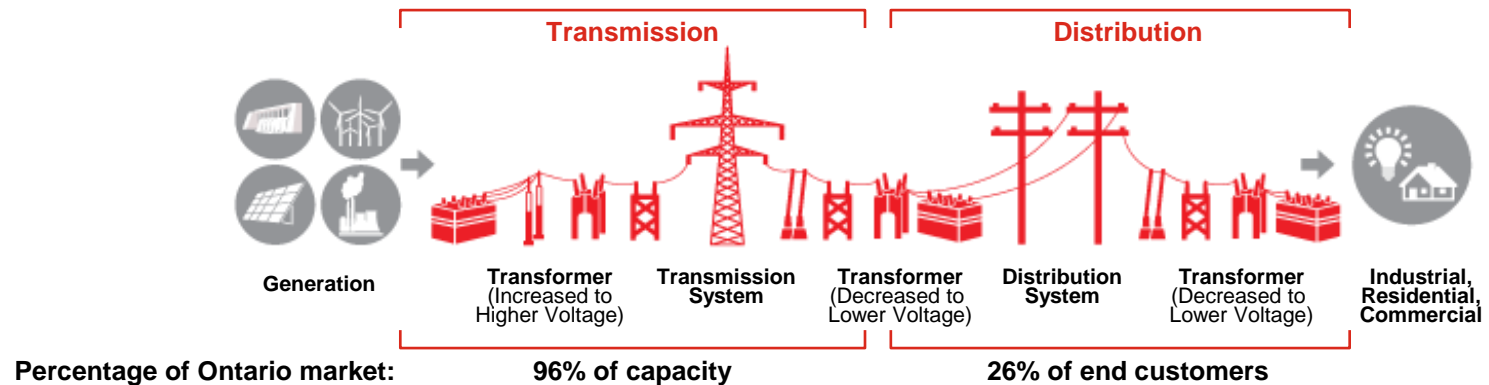 Transmission
Distribution
Generation
Transformer
(Increased to
Higher Voltage)
Transmission
System
Transformer
(Decreased to
Lower Voltage)
Distribution
System
Transformer
(Decreased to
Lower Voltage)
Industrial,
Residential,
Commercial
Percentage of Ontario market:
96% of capacity
26% of end customers